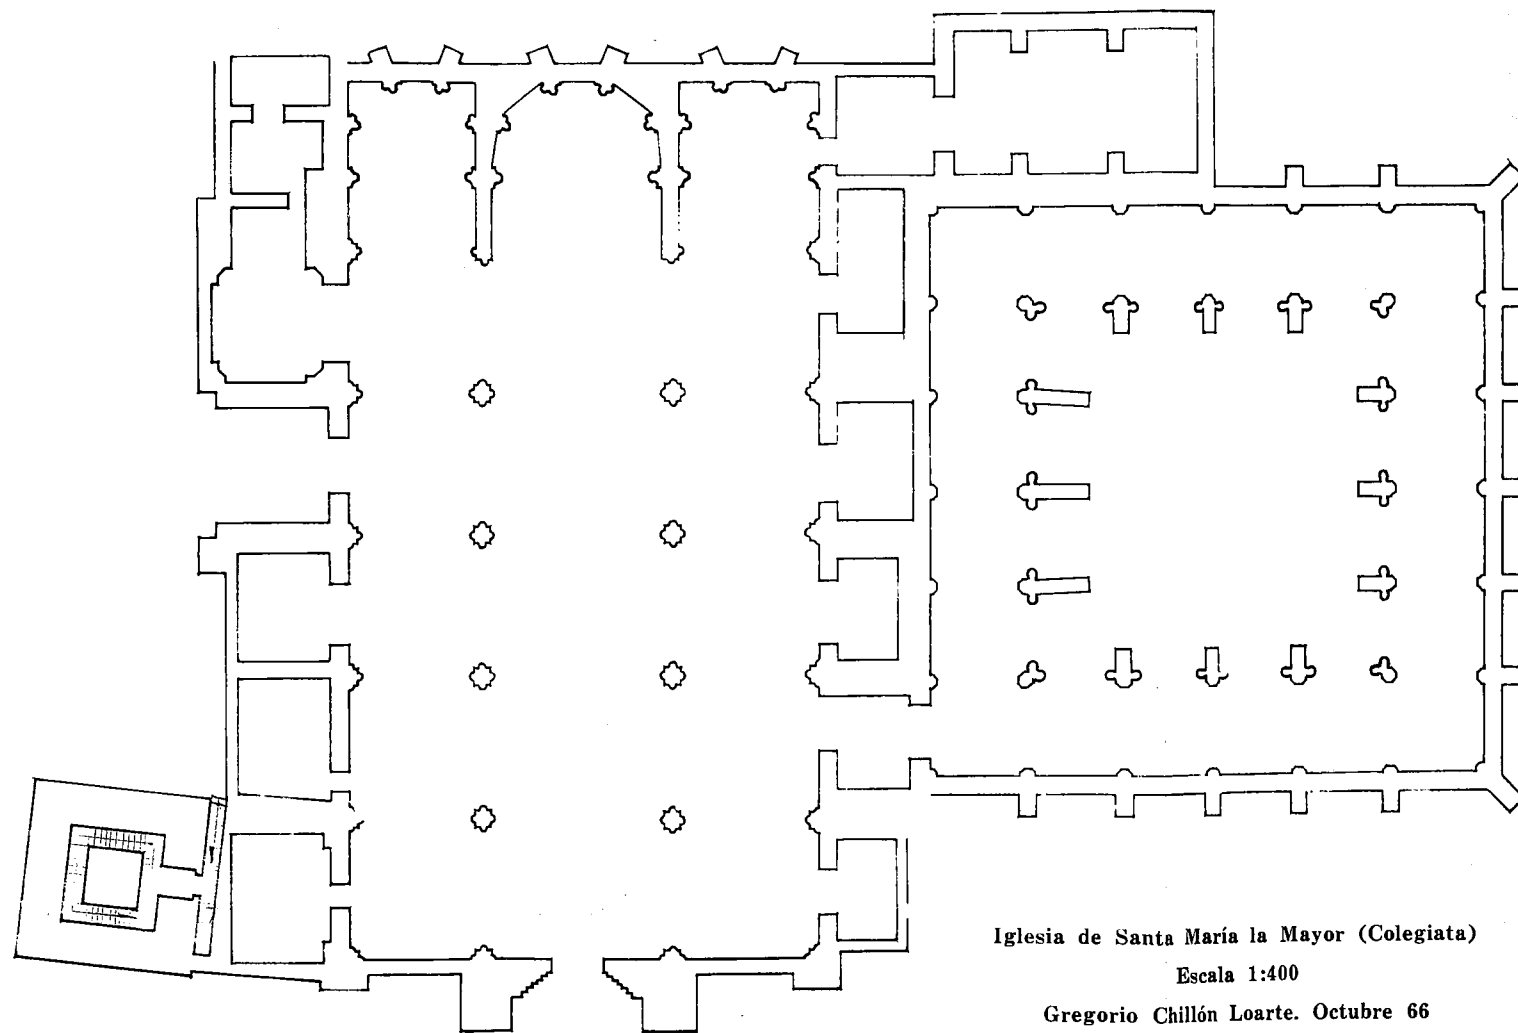 Iglesia de Santa María la Mayor (Colegiata)
Escala 1:400
Gregorio Chillón Loarte. Octubre 66